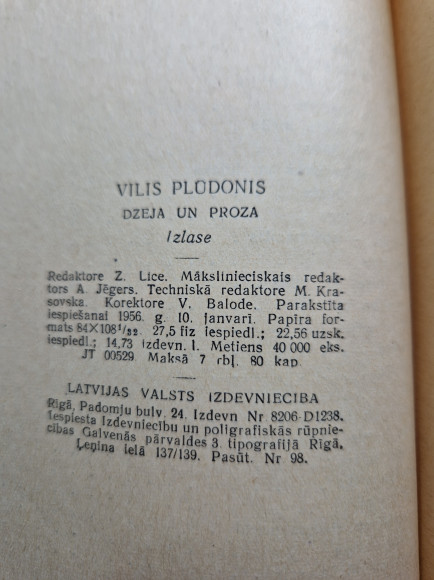 VILIS PLŪDONIS
DZEJA UN PROZA
Izlase
Redaktore Z. Līce. Mākslinieciskais redak-
tors A. Jēgers. Techniskā redaktore M. Kra-
sovska. Korektore V. Balode. Parakstīta
iespiešanai 1956. g. 10. janvārī. Papīra for-
mats 84×108¹/₃₂. 27,5 fiz iespiedl.; 22,56 uzsk.
iespiedl.; 14,73 izdevn. l. Metiens 40 000 eks.
JT 00529. Maksā 7 rbļ. 80 kap.
LATVIJAS VALSTS IZDEVNIECĪBA
Rīgā, Padomju bulv. 24. Izdevn Nr 8206-D1238.
Iespiesta Izdevniecību un poligrafiskās rūpnie-
cības Galvenās pārvaldes 3. tipografijā Rīgā,
Ļeņina ielā 137/139. Pasūt. Nr 98.